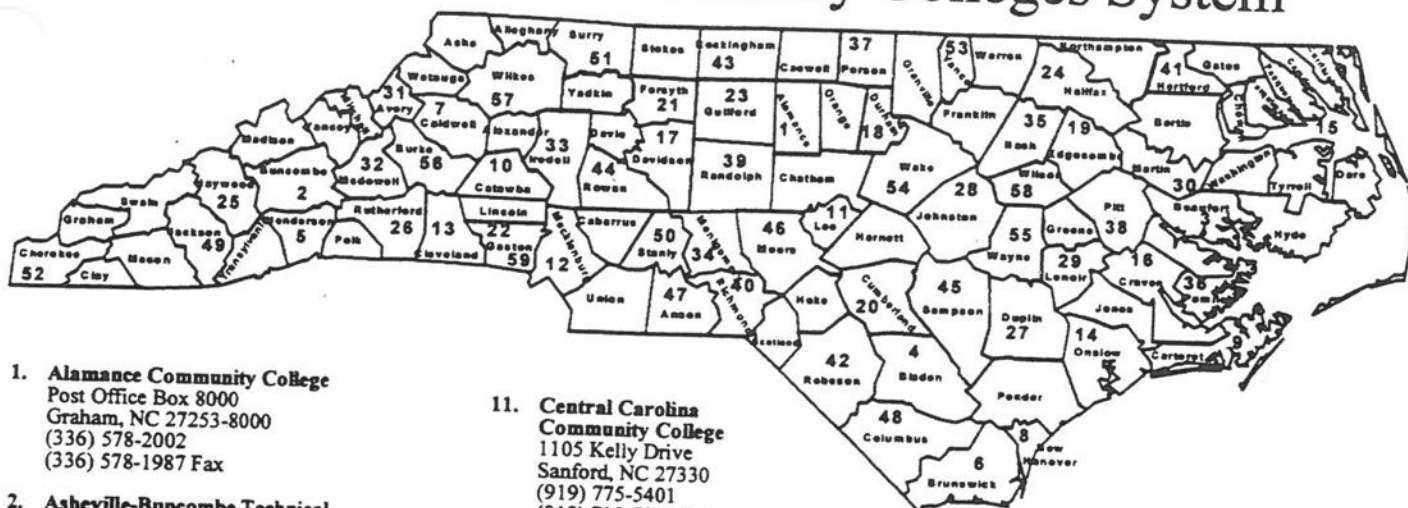 Colleges System
Ashe
Alleghany
Surry
51
Stokes
Rockingham
43
Caswell
37
Person
Granville
53
Vance
Warren
Northampton
24
Halifax
41
Hertford
Gates
Watauga
Wilkes
57
Yadkin
Forsyth
21
23
Guilford
Alamance
1
Orange
Durham
18
Franklin
35
Nash
19
Edgecombe
Bertie
15
31
Avery
7
Caldwell
Alexander
33
Iredell
Davie
17
Davidson
39
Randolph
Chatham
Wake
54
Martin
30
Washington
Tyrrell
Dare
Mitchell
Yancey
Madison
Burke
56
10
Catawba
44
Rowan
28
Johnston
Wilson
58
Pitt
38
Beaufort
3
Hyde
Haywood
25
Buncombe
2
32
Mcdowell
Rutherford
26
13
Cleveland
Lincoln
22
Gaston
59
Mecklenburg
12
Cabarrus
50
Stanly
Montgomery
34
46
Moore
11
Lee
Harnett
55
Wayne
Greene
29
Lenoir
16
Craven
36
Swain
Graham
Cherokee
52
Clay
Macon
Jackson
49
Transylvania
Henderson
5
Polk
Union
47
Anson
40
Richmond
Scotland
Hoke
20
Cumberland
45
Sampson
Duplin
27
Jones
14
Onslow
Carteret
9
42
Robeson
4
Bladen
Pender
48
Columbus
6
Brunswick
8
New
Hanover
1. Alamance Community College
Post Office Box 8000
Graham, NC 27253-8000
(336) 578-2002
(336) 578-1987 Fax
2. Asheville-Buncombe Technical
11. Central Carolina
Community College
1105 Kelly Drive
Sanford, NC 27330
(919) 775-5401